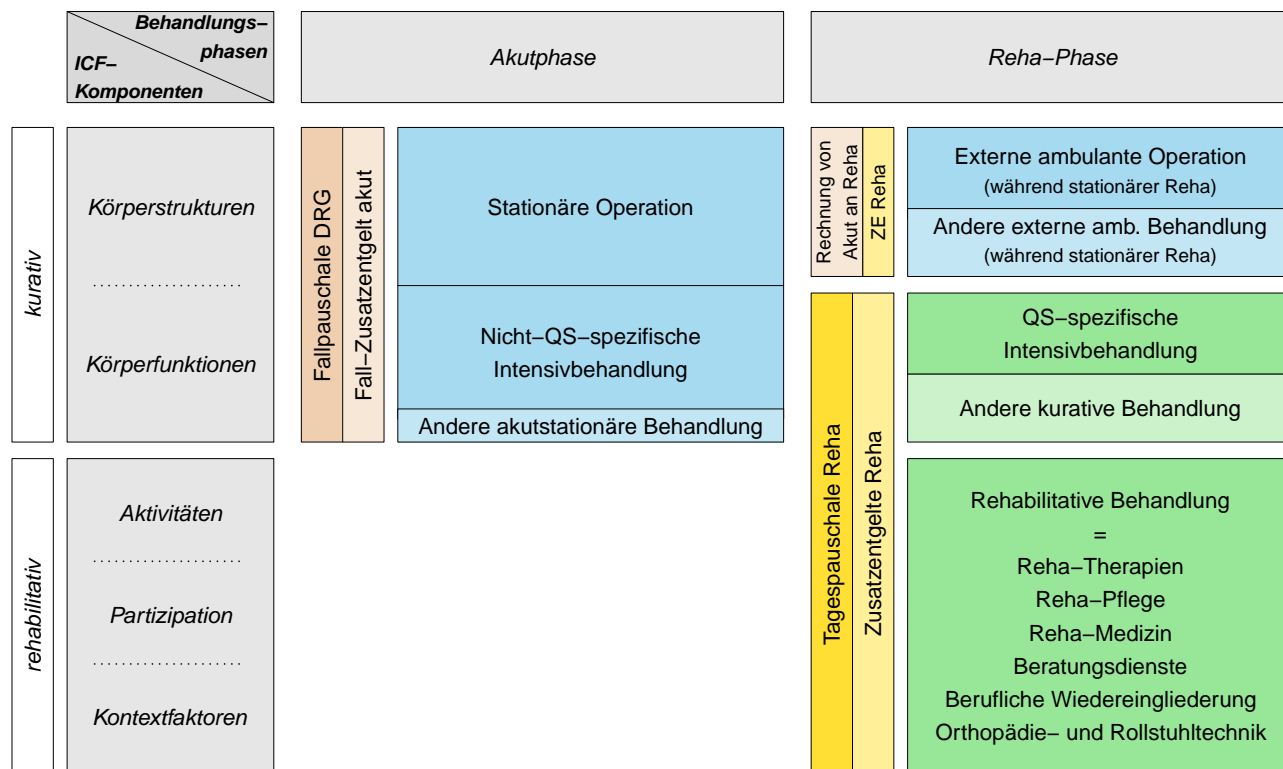 Behandlungs–
phasen
ICF–
Komponenten
Akutphase
Reha–Phase
kurativ
Körperstrukturen
Körperfunktionen
Fallpauschale DRG
Fall–Zusatzentgelt akut
Stationäre Operation
Nicht–QS–spezifische
Intensivbehandlung
Andere akutstationäre Behandlung
Rechnung von
Akut an Reha
ZE Reha
Externe ambulante Operation
(während stationärer Reha)
Andere externe amb. Behandlung
(während stationärer Reha)
Tagespauschale Reha
Zusatzentgelte Reha
QS–spezifische
Intensivbehandlung
Andere kurative Behandlung
rehabilitativ
Aktivitäten
Partizipation
Kontextfaktoren
Rehabilitative Behandlung
=
Reha–Therapien
Reha–Pflege
Reha–Medizin
Beratungsdienste
Berufliche Wiedereingliederung
Orthopädie– und Rollstuhltechnik